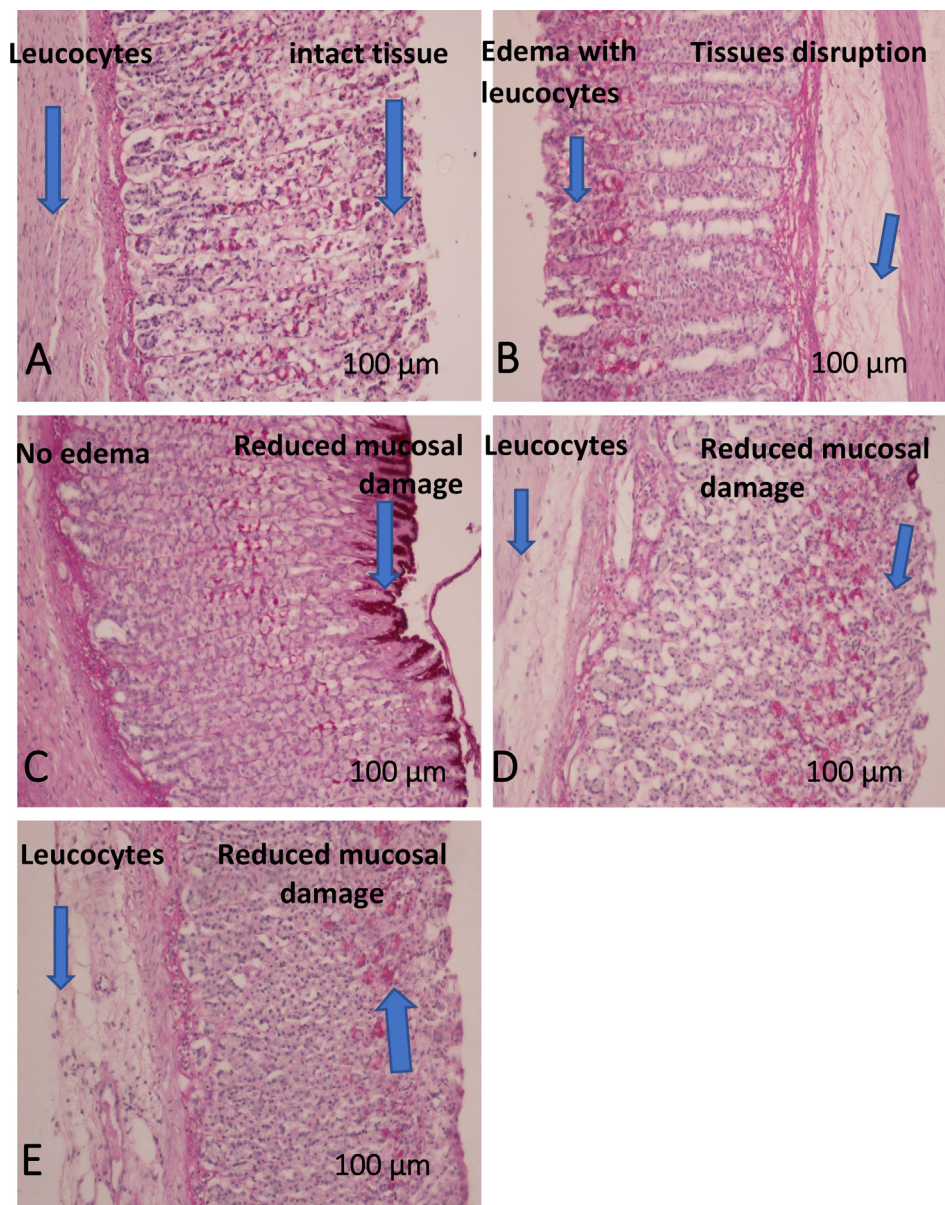 Leucocytes
intact tissue
A
100 µm
Edema with
leucocytes
Tissues disruption
B
100 µm
No edema
Reduced mucosal
damage
C
100 µm
Leucocytes
Reduced mucosal
damage
D
100 µm
Leucocytes
Reduced mucosal
damage
E
100 µm